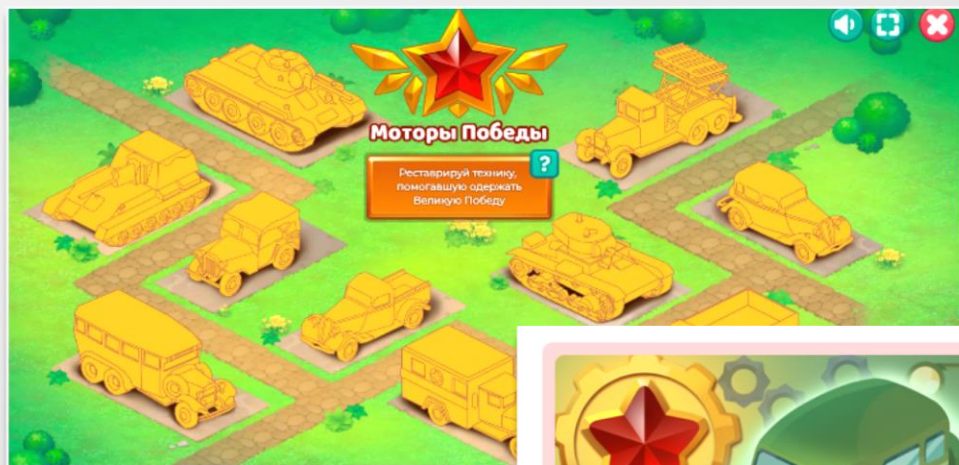 Моторы Победы
?
Реставрируй технику,
помогавшую одержать
Великую Победу